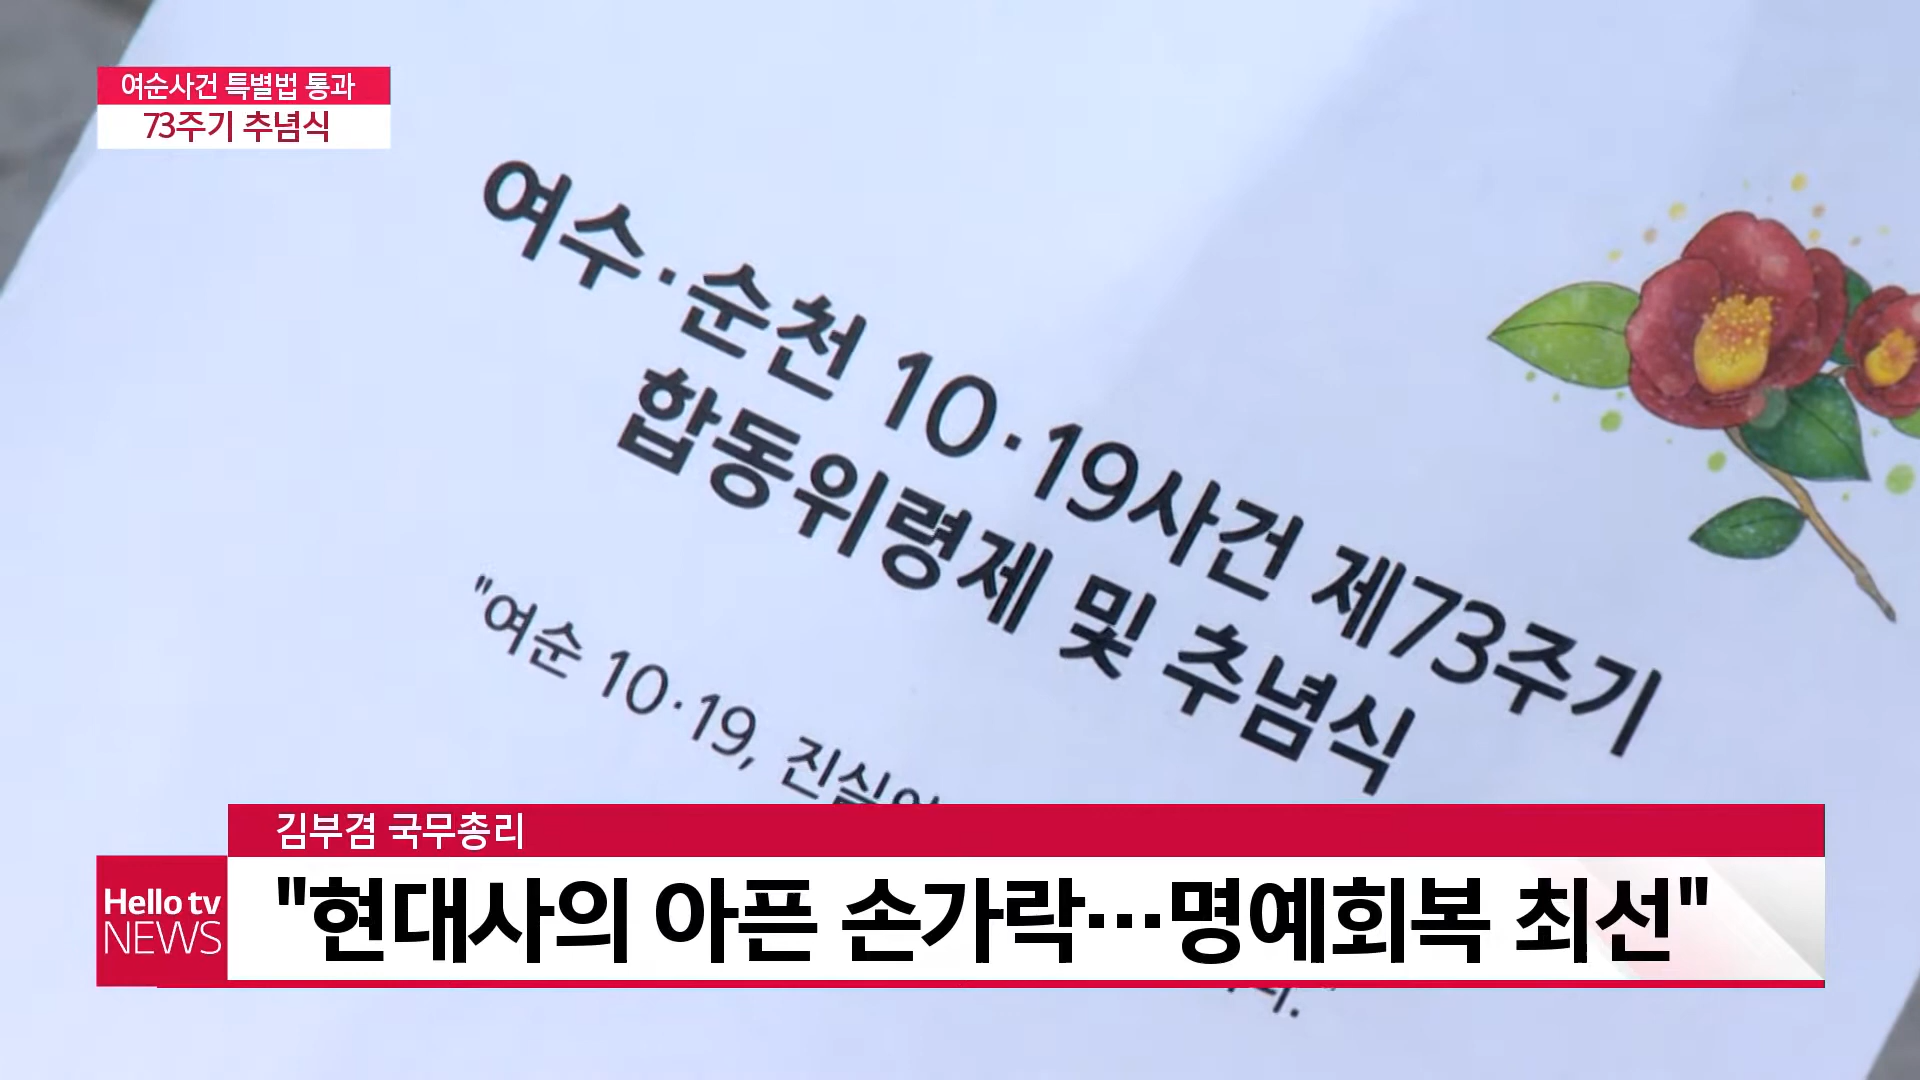 여순사건 특별법 통과
73주기 추념식
여수·순천 10·19사건 제73주기
합동위령제 및 추념식
"여순 10·19, 진실이
김부겸 국무총리
Hello tv
NEWS
"현대사의 아픈 손가락…명예회복 최선"